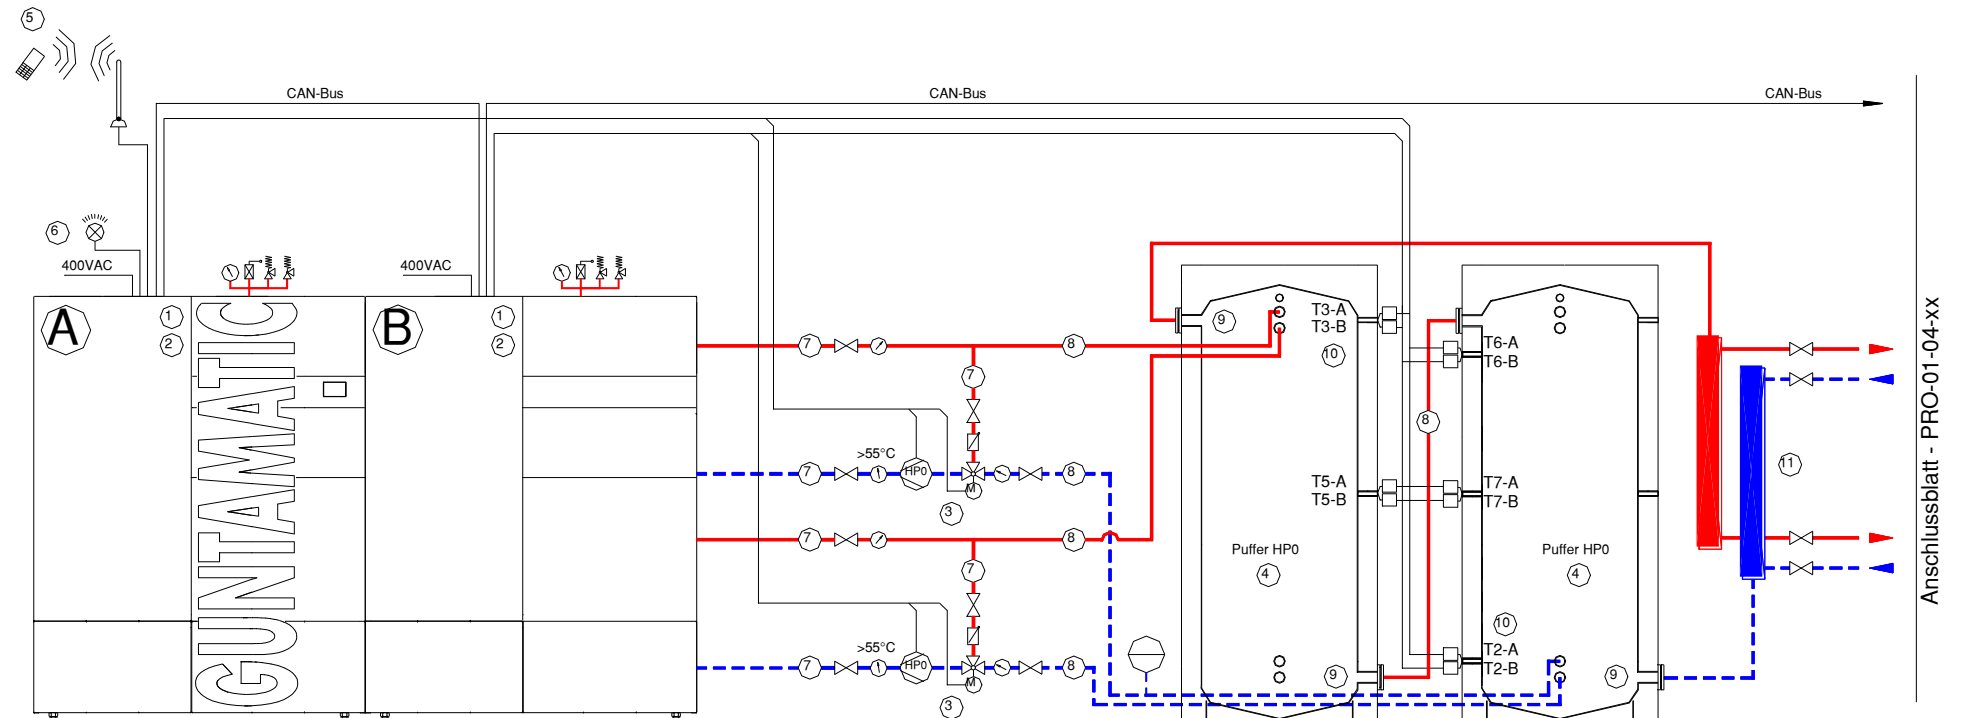 5
CAN-Bus
CAN-Bus
CAN-Bus
6
400VAC
400VAC
A
1
2
GUNTAMATIC
B
1
2
7
8
7
>55°C
7
HP0
M
8
3
7
8
7
>55°C
7
HP0
M
8
3
9
T3-A
T3-B
10
T5-A
T5-B
Puffer HP0
4
9
8
T6-A
T6-B
T7-A
T7-B
Puffer HP0
4
10
T2-A
T2-B
9
11
Anschlussblatt - PRO-01-04-xx